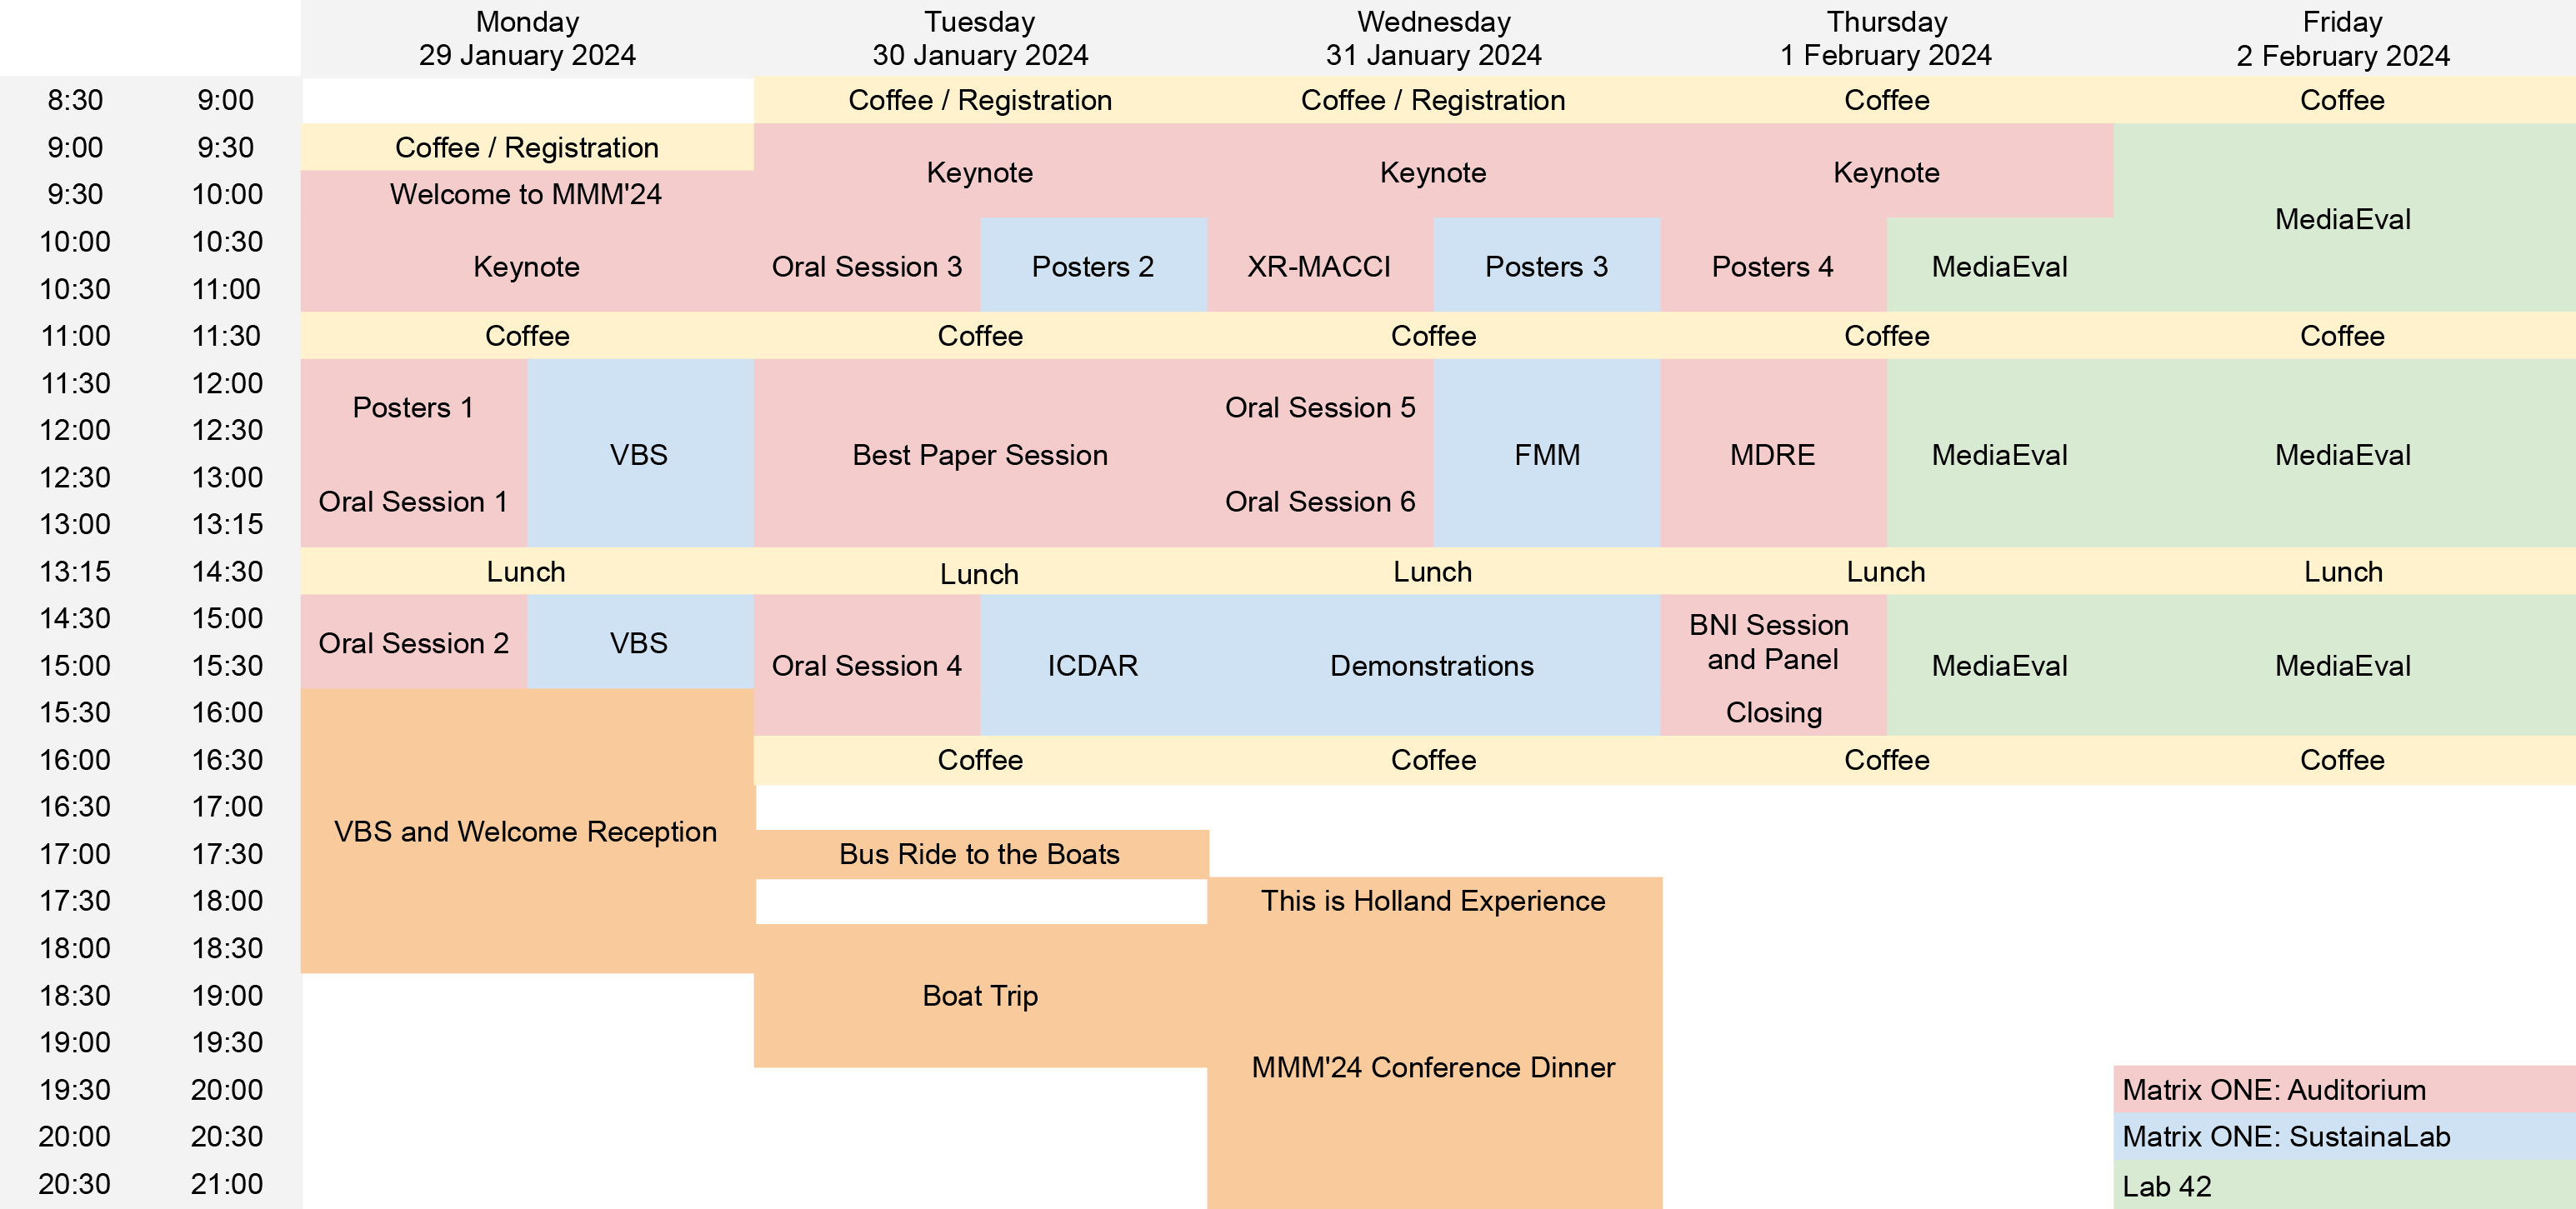 Monday Tuesday Wednesday Thursday Friday
29 January 2024 30 January 2024 31 January 2024 1 February 2024 2 February 2024
8:30 9:00 Coffee / Registration Coffee / Registration Coffee Coffee
9:00 9:30 Coffee / Registration
Keynote Keynote Keynote
9:30 10:00 Welcome to MMM'24
MediaEval
10:00 10:30
Keynote Oral Session 3 Posters 2 XR-MACCI Posters 3 Posters 4 MediaEval
10:30 11:00
11:00 11:30 Coffee Coffee Coffee Coffee Coffee
11:30 12:00
Posters 1 Oral Session 5
12:00 12:30
VBS Best Paper Session FMM MDRE MediaEval MediaEval
12:30 13:00
Oral Session 1 Oral Session 6
13:00 13:15
13:15 14:30 Lunch Lunch Lunch Lunch Lunch
14:30 15:00 BNI Session
Oral Session 2 VBS
and Panel
15:00 15:30 Oral Session 4 ICDAR Demonstrations MediaEval MediaEval
15:30 16:00 Closing
16:00 16:30 Coffee Coffee Coffee Coffee
16:30 17:00
VBS and Welcome Reception
17:00 17:30 Bus Ride to the Boats
17:30 18:00 This is Holland Experience
18:00 18:30
18:30 19:00 Boat Trip
19:00 19:30
MMM'24 Conference Dinner
19:30 20:00 Matrix ONE: Auditorium
20:00 20:30 Matrix ONE: SustainaLab
20:30 21:00 Lab 42